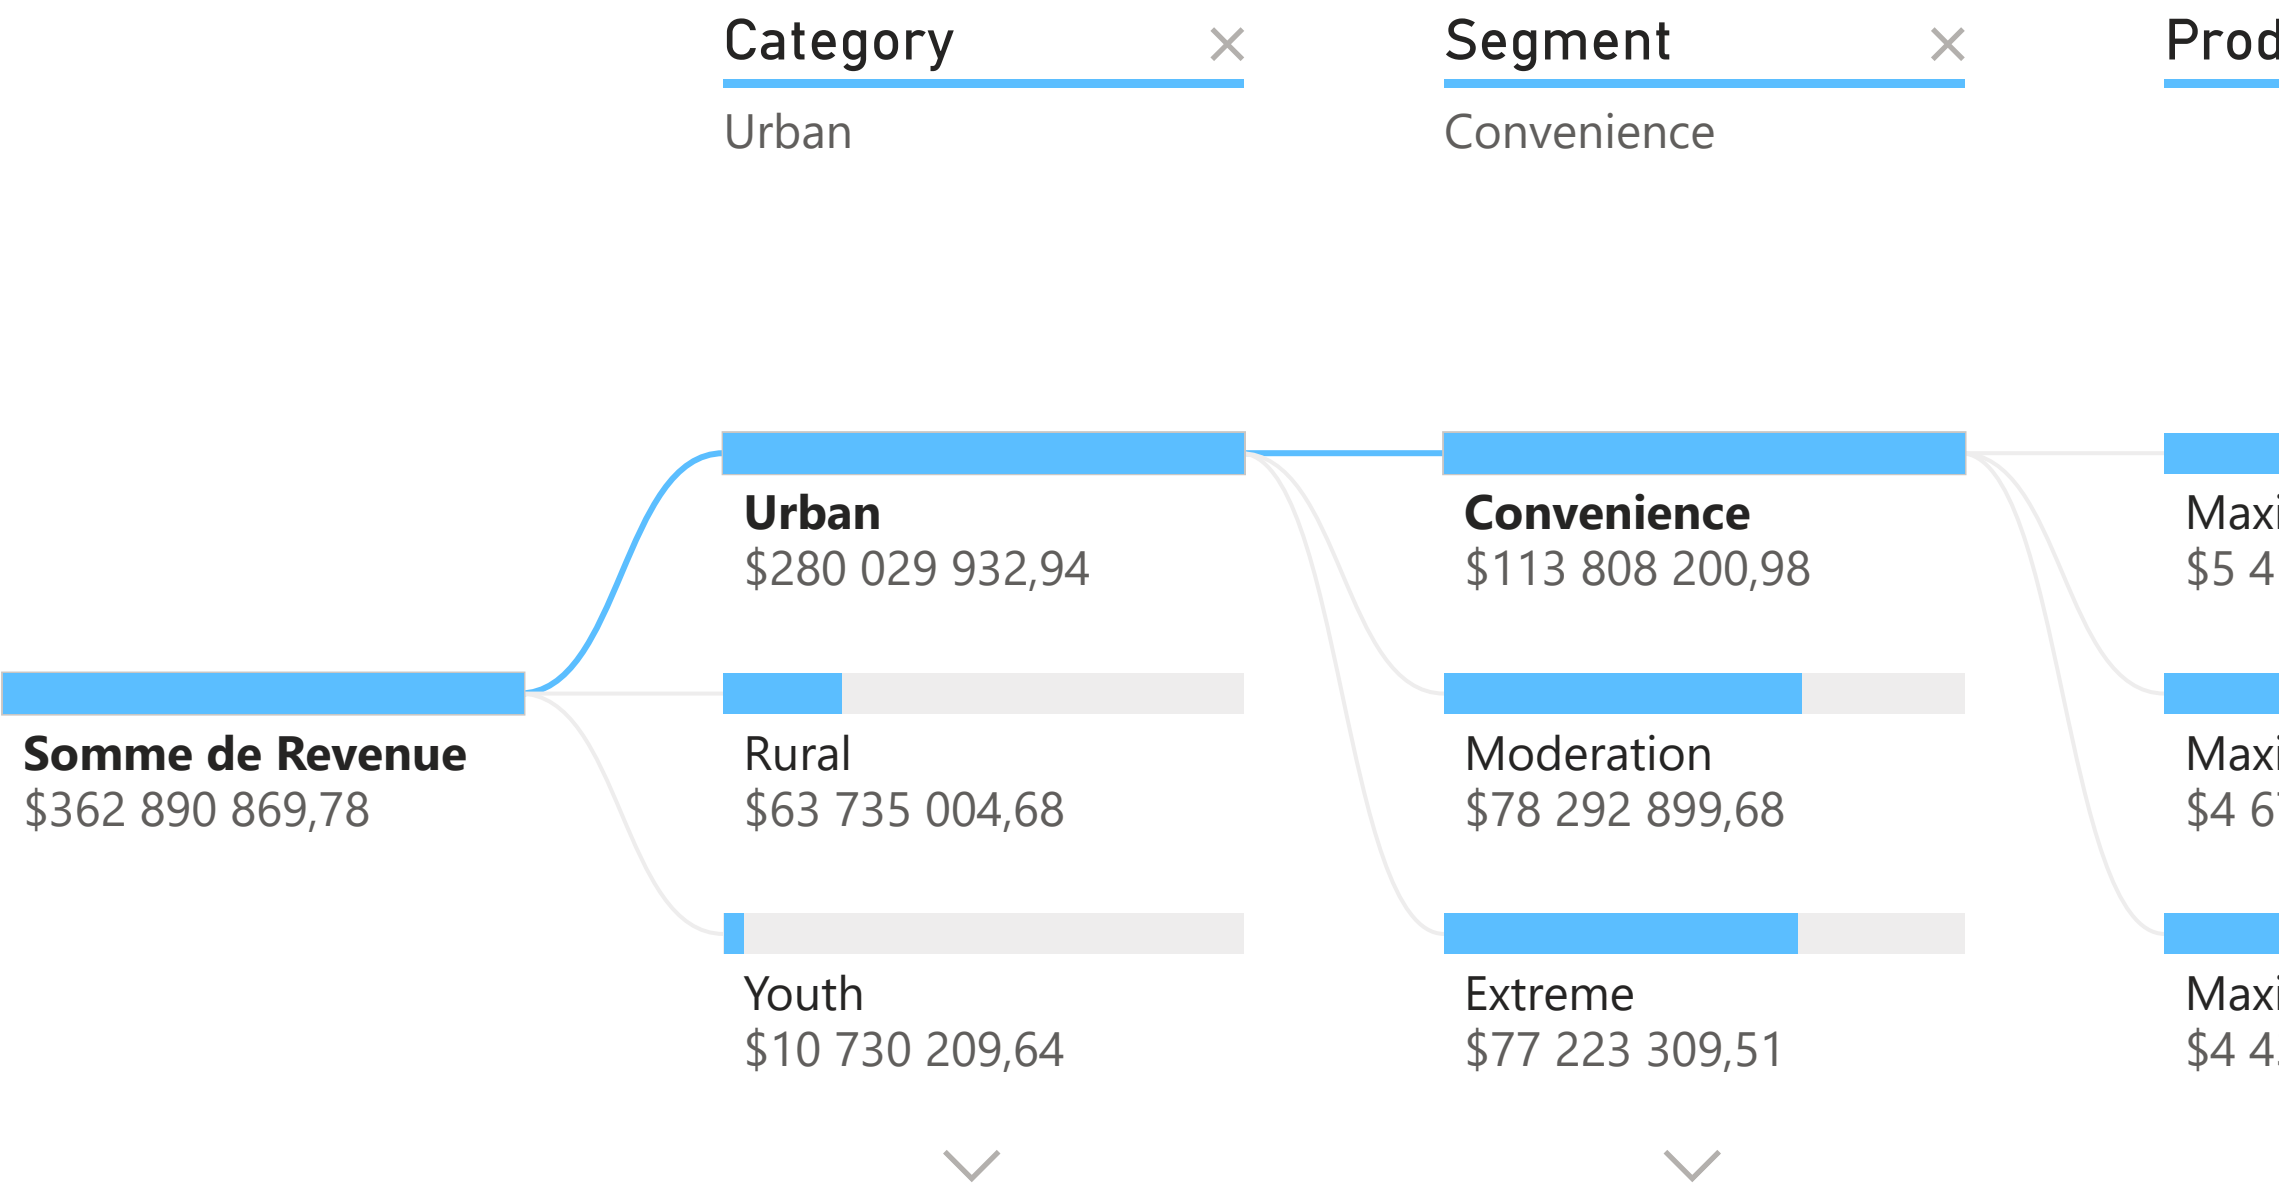 Category
Segment
Urban
Convenience
Urban
$280 029 932,94
Convenience
$113 808 200,98
Somme de Revenue
$362 890 869,78
Rural
$63 735 004,68
Moderation
$78 292 899,68
Youth
$10 730 209,64
Extreme
$77 223 309,51